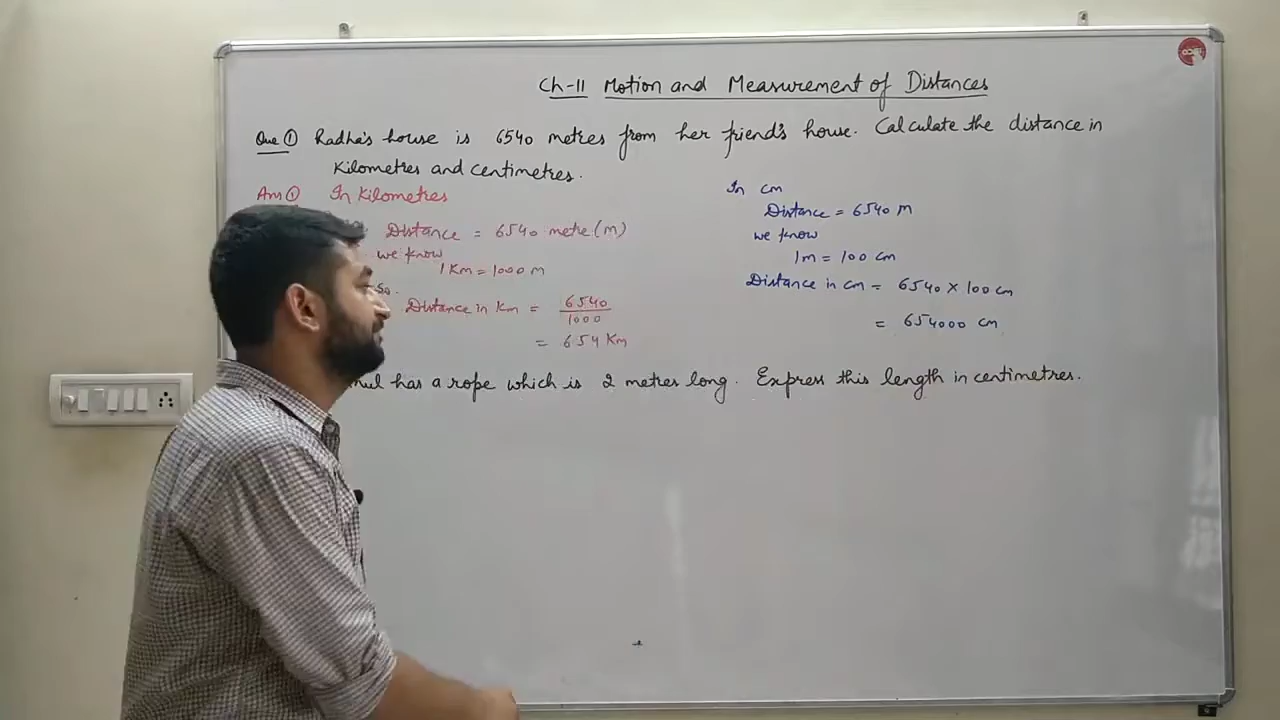 Ch-11 Motion and Measurement of Distances
Que ① Radha's house is 6540 metres from her friend's house. Calculate the distance in
Kilometres and centimetres.
Ans ① In Kilometres
Distance = 6540 metre (m)
we know
1 Km = 1000 m
so.
Distance in Km = 6540
1000
= 654 Km
In cm
Distance = 6540 m
we know
1m = 100 cm
Distance in cm = 6540 × 100 cm
= 654000 cm
has a rope which is 2 metres long. Express this length in centimetres.